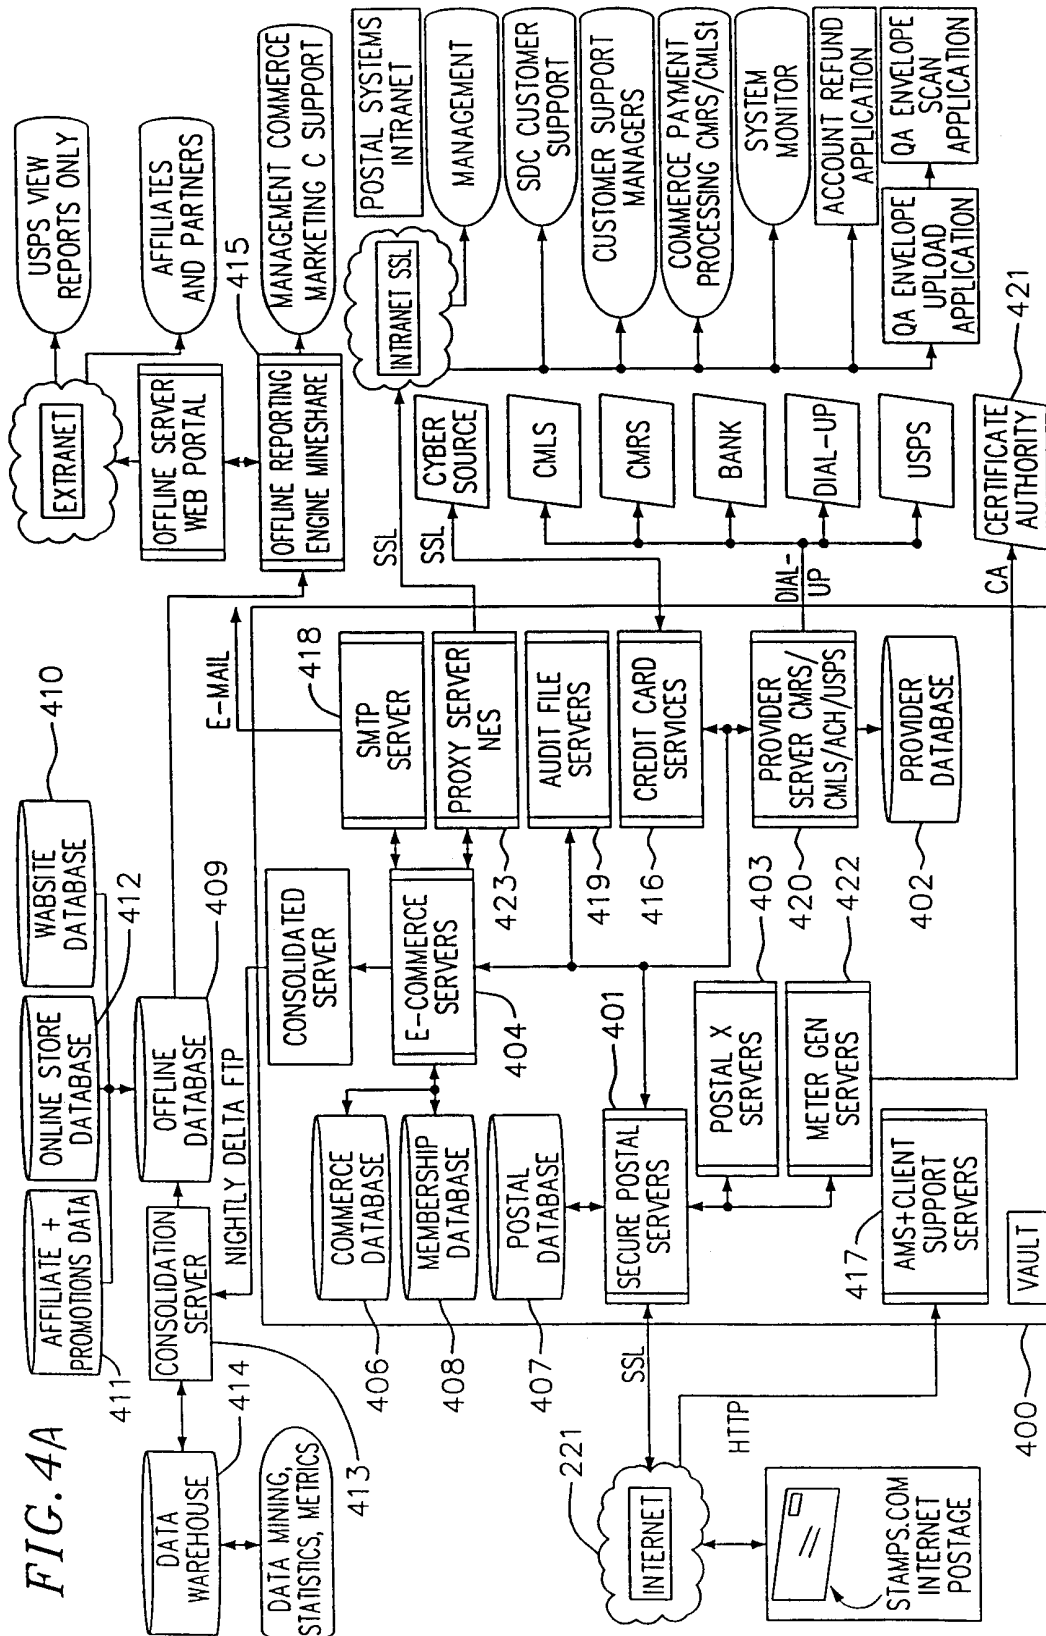 FIG. 4A
DATA
WAREHOUSE
414
DATA MINING,
STATISTICS, METRICS
413
AFFILIATE +
PROMOTIONS DATA
411
ONLINE STORE
DATABASE
412
WABSITE
DATABASE
410
CONSOLIDATION
SERVER
OFFLINE
DATABASE
409
NIGHTLY DELTA FTP
E-MAIL
OFFLINE SERVER
WEB PORTAL
OFFLINE REPORTING
ENGINE MINESHARE
415
EXTRANET
USPS VIEW
REPORTS ONLY
AFFILIATES
AND PARTNERS
MANAGEMENT COMMERCE
MARKETING C SUPPORT
COMMERCE
DATABASE
406
MEMBERSHIP
DATABASE
408
POSTAL
DATABASE
407
CONSOLIDATED
SERVER
E-COMMERCE
SERVERS
404
SMTP
SERVER
418
PROXY SERVER
NES
423
AUDIT FILE
SERVERS
419
CREDIT CARD
SERVICES
416
PROVIDER
SERVER CMRS/
CMLS/ACH/USPS
420
PROVIDER
DATABASE
402
SECURE POSTAL
SERVERS
401
POSTAL X
SERVERS
403
METER GEN
SERVERS
422
AMS+CLIENT
SUPPORT
SERVERS
417
VAULT
400
SSL
HTTP
INTERNET
221
STAMPS.COM
INTERNET
POSTAGE
SSL
SSL
DIAL-
UP
CA
INTRANET SSL
CYBER
SOURCE
CMLS
CMRS
BANK
DIAL-UP
USPS
CERTIFICATE
AUTHORITY
421
POSTAL SYSTEMS
INTRANET
MANAGEMENT
SDC CUSTOMER
SUPPORT
CUSTOMER SUPPORT
MANAGERS
COMMERCE PAYMENT
PROCESSING CMRS/CMLSt
SYSTEM
MONITOR
ACCOUNT REFUND
APPLICATION
QA ENVELOPE
UPLOAD
APPLICATION
QA ENVELOPE
SCAN
APPLICATION